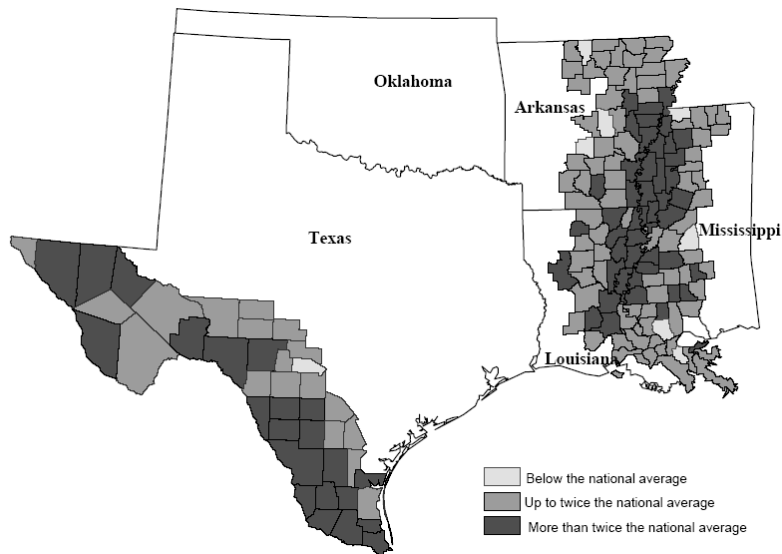 Oklahoma
Arkansas
Texas
Mississippi
Louisiana
Below the national average
Up to twice the national average
More than twice the national average